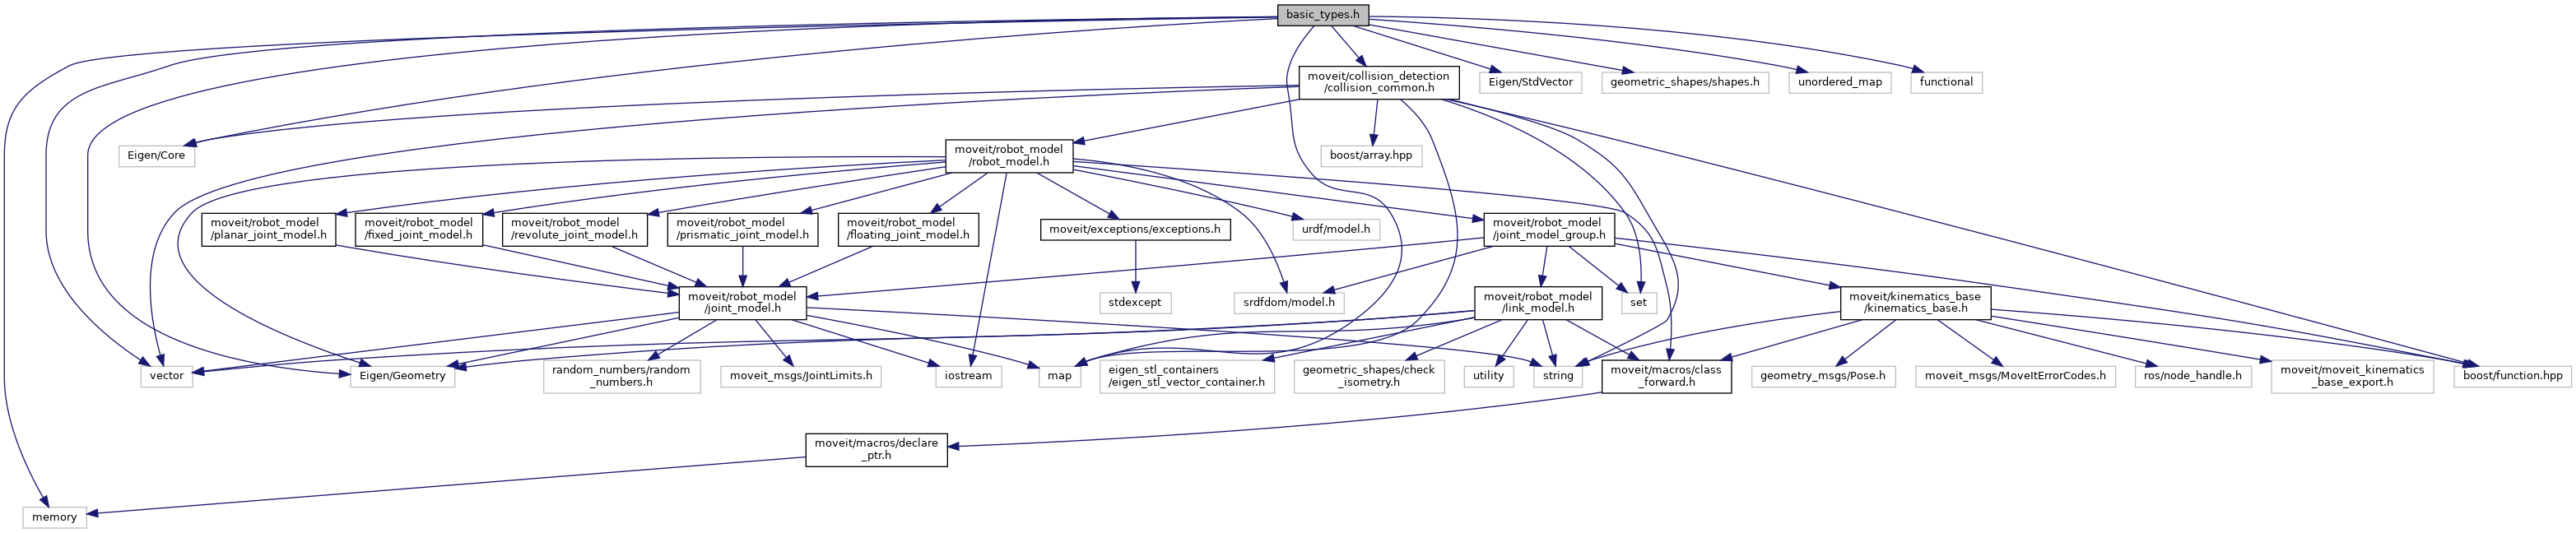 basic_types.h
moveit/collision_detection
/collision_common.h
Eigen/StdVector
geometric_shapes/shapes.h
unordered_map
functional
Eigen/Core
moveit/robot_model
/robot_model.h
boost/array.hpp
moveit/robot_model
/planar_joint_model.h
moveit/robot_model
/fixed_joint_model.h
moveit/robot_model
/revolute_joint_model.h
moveit/robot_model
/prismatic_joint_model.h
moveit/robot_model
/floating_joint_model.h
moveit/exceptions/exceptions.h
urdf/model.h
moveit/robot_model
/joint_model_group.h
moveit/robot_model
/joint_model.h
stdexcept
srdfdom/model.h
moveit/robot_model
/link_model.h
set
moveit/kinematics_base
/kinematics_base.h
vector
Eigen/Geometry
random_numbers/random
_numbers.h
moveit_msgs/JointLimits.h
iostream
map
eigen_stl_containers
/eigen_stl_vector_container.h
geometric_shapes/check
_isometry.h
utility
string
moveit/macros/class
_forward.h
geometry_msgs/Pose.h
moveit_msgs/MoveItErrorCodes.h
ros/node_handle.h
moveit/moveit_kinematics
_base_export.h
boost/function.hpp
moveit/macros/declare
_ptr.h
memory